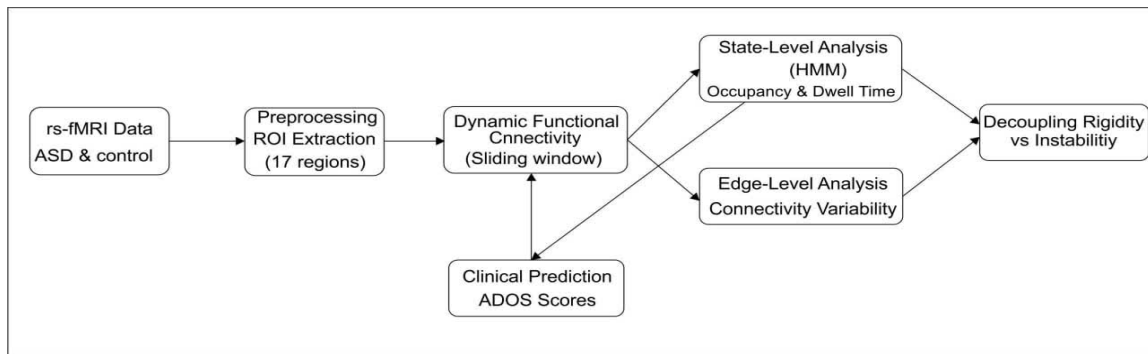 rs-fMRI Data
ASD & control
Preprocessing
ROI Extraction
(17 regions)
Dynamic Functional
Cnnectivity
(Sliding window)
State-Level Analysis
(HMM)
Occupancy & Dwell Time
Edge-Level Analysis
Connectivity Variability
Decoupling Rigidity
vs Instabilitiy
Clinical Prediction
ADOS Scores